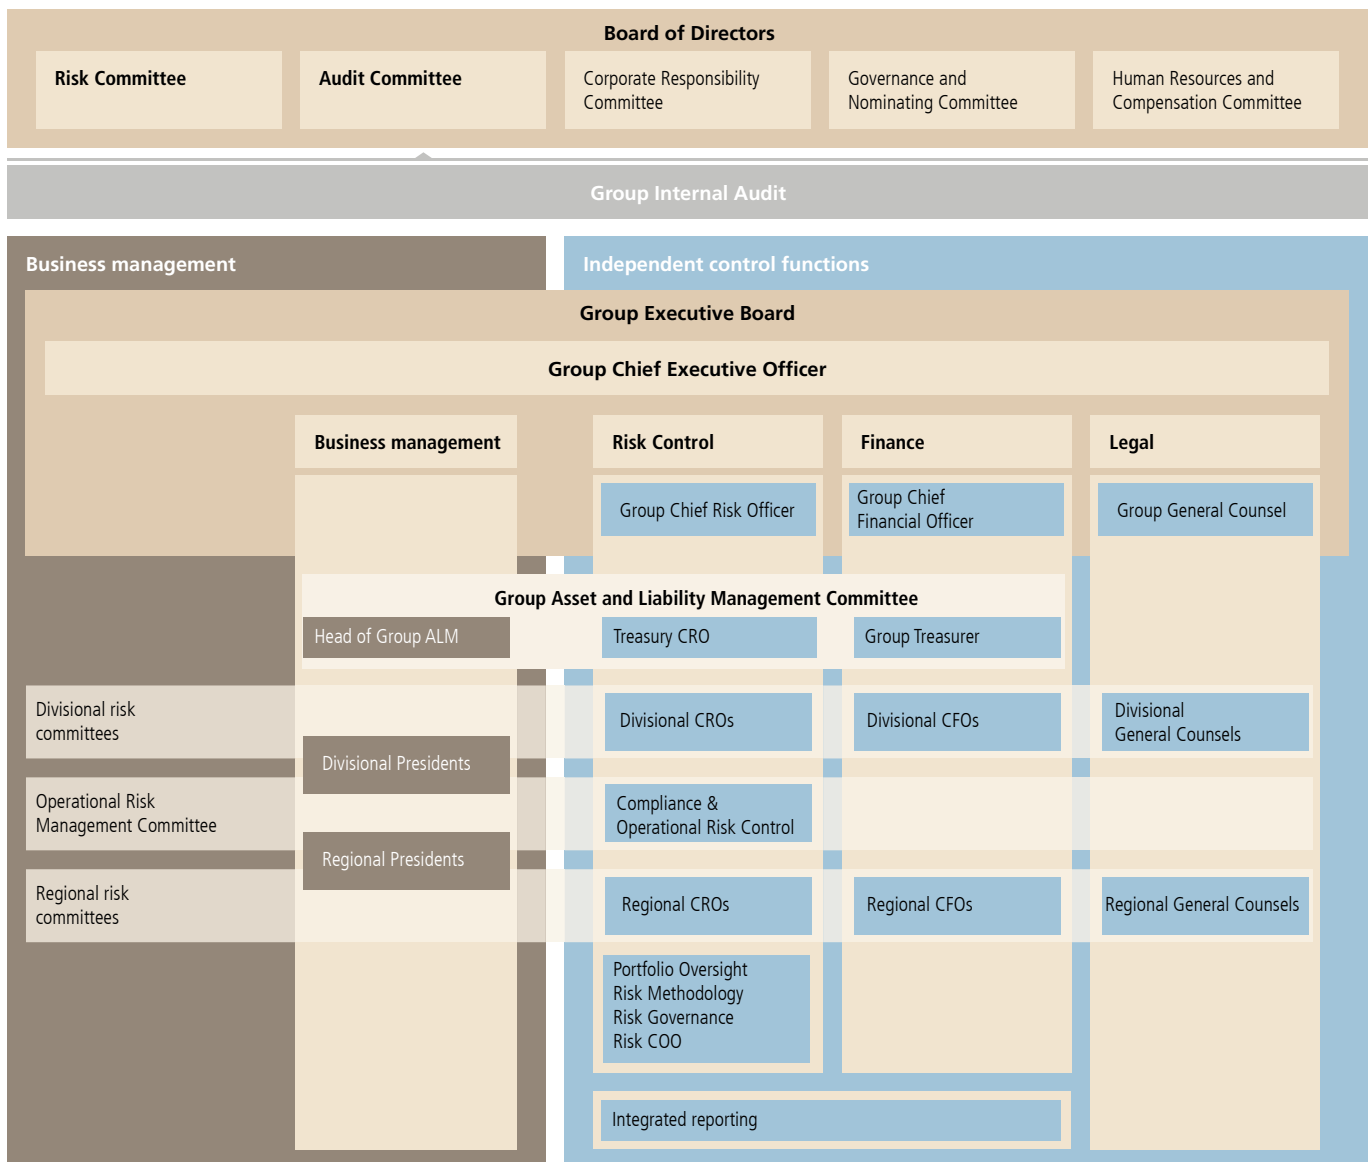 Board of Directors
Risk Committee
Audit Committee
Corporate Responsibility
Committee
Governance and
Nominating Committee
Human Resources and
Compensation Committee
Group Internal Audit
Business management
Independent control functions
Group Executive Board
Group Chief Executive Officer
Business management
Risk Control
Finance
Legal
Group Chief Risk Officer
Group Chief
Financial Officer
Group General Counsel
Group Asset and Liability Management Committee
Head of Group ALM
Treasury CRO
Group Treasurer
Divisional risk
committees
Divisional CROs
Divisional CFOs
Divisional
General Counsels
Divisional Presidents
Operational Risk
Management Committee
Compliance &
Operational Risk Control
Regional Presidents
Regional risk
committees
Regional CROs
Regional CFOs
Regional General Counsels
Portfolio Oversight
Risk Methodology
Risk Governance
Risk COO
Integrated reporting